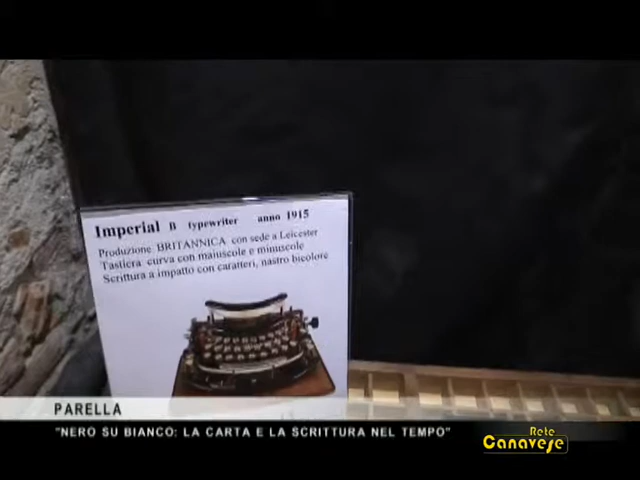 Imperial B typewriter anno 1915
Produzione BRITANNICA con sede a Leicester
Tastiera curva con maiuscole e minuscole
Scrittura a impatto con caratteri, nastro bicolore
PARELLA
"NERO SU BIANCO: LA CARTA E LA SCRITTURA NEL TEMPO"
Rete
Canavese